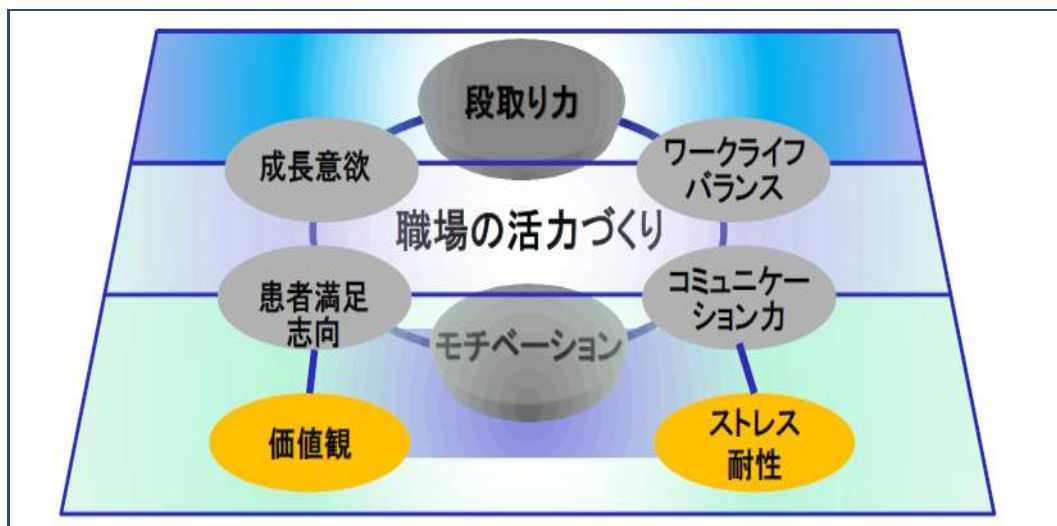 段取り力
成長意欲
ワークライフ
バランス
職場の活力づくり
患者満足
志向
コミュニケー
ション力
モチベーション
価値観
ストレス
耐性